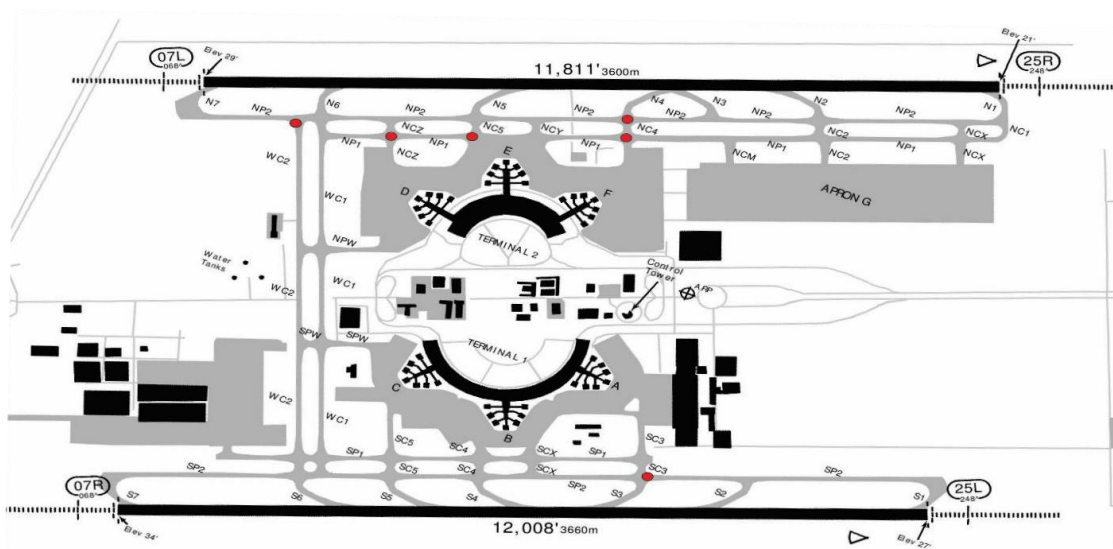 07L
068°
Elev 29'
11,811' 3600m
Elev 21'
25R
248°
N7
NP2
N6
NP2
N5
NP2
N4
NP2
N3
N2
NP2
N1
NC1
WC2
NP1
NCZ
NP1
NC5
NCY
NP1
NC4
NC2
NCX
NCZ
NCM
NC2
NP1
NCX
E
D
F
APRON G
WC1
NPW
TERMINAL 2
Water
Tanks
Control
Tower
ARP
WC2
WC1
SPW
SPW
TERMINAL 1
C
A
B
WC2
WC1
SC5
SC4
SCX
SP1
SC3
SP1
SP2
SC5
SC4
SCX
SC3
SP2
07R
068°
S7
S6
S5
S4
SP2
S3
S2
S1
25L
248°
Elev 34'
12,008' 3660m
Elev 27'